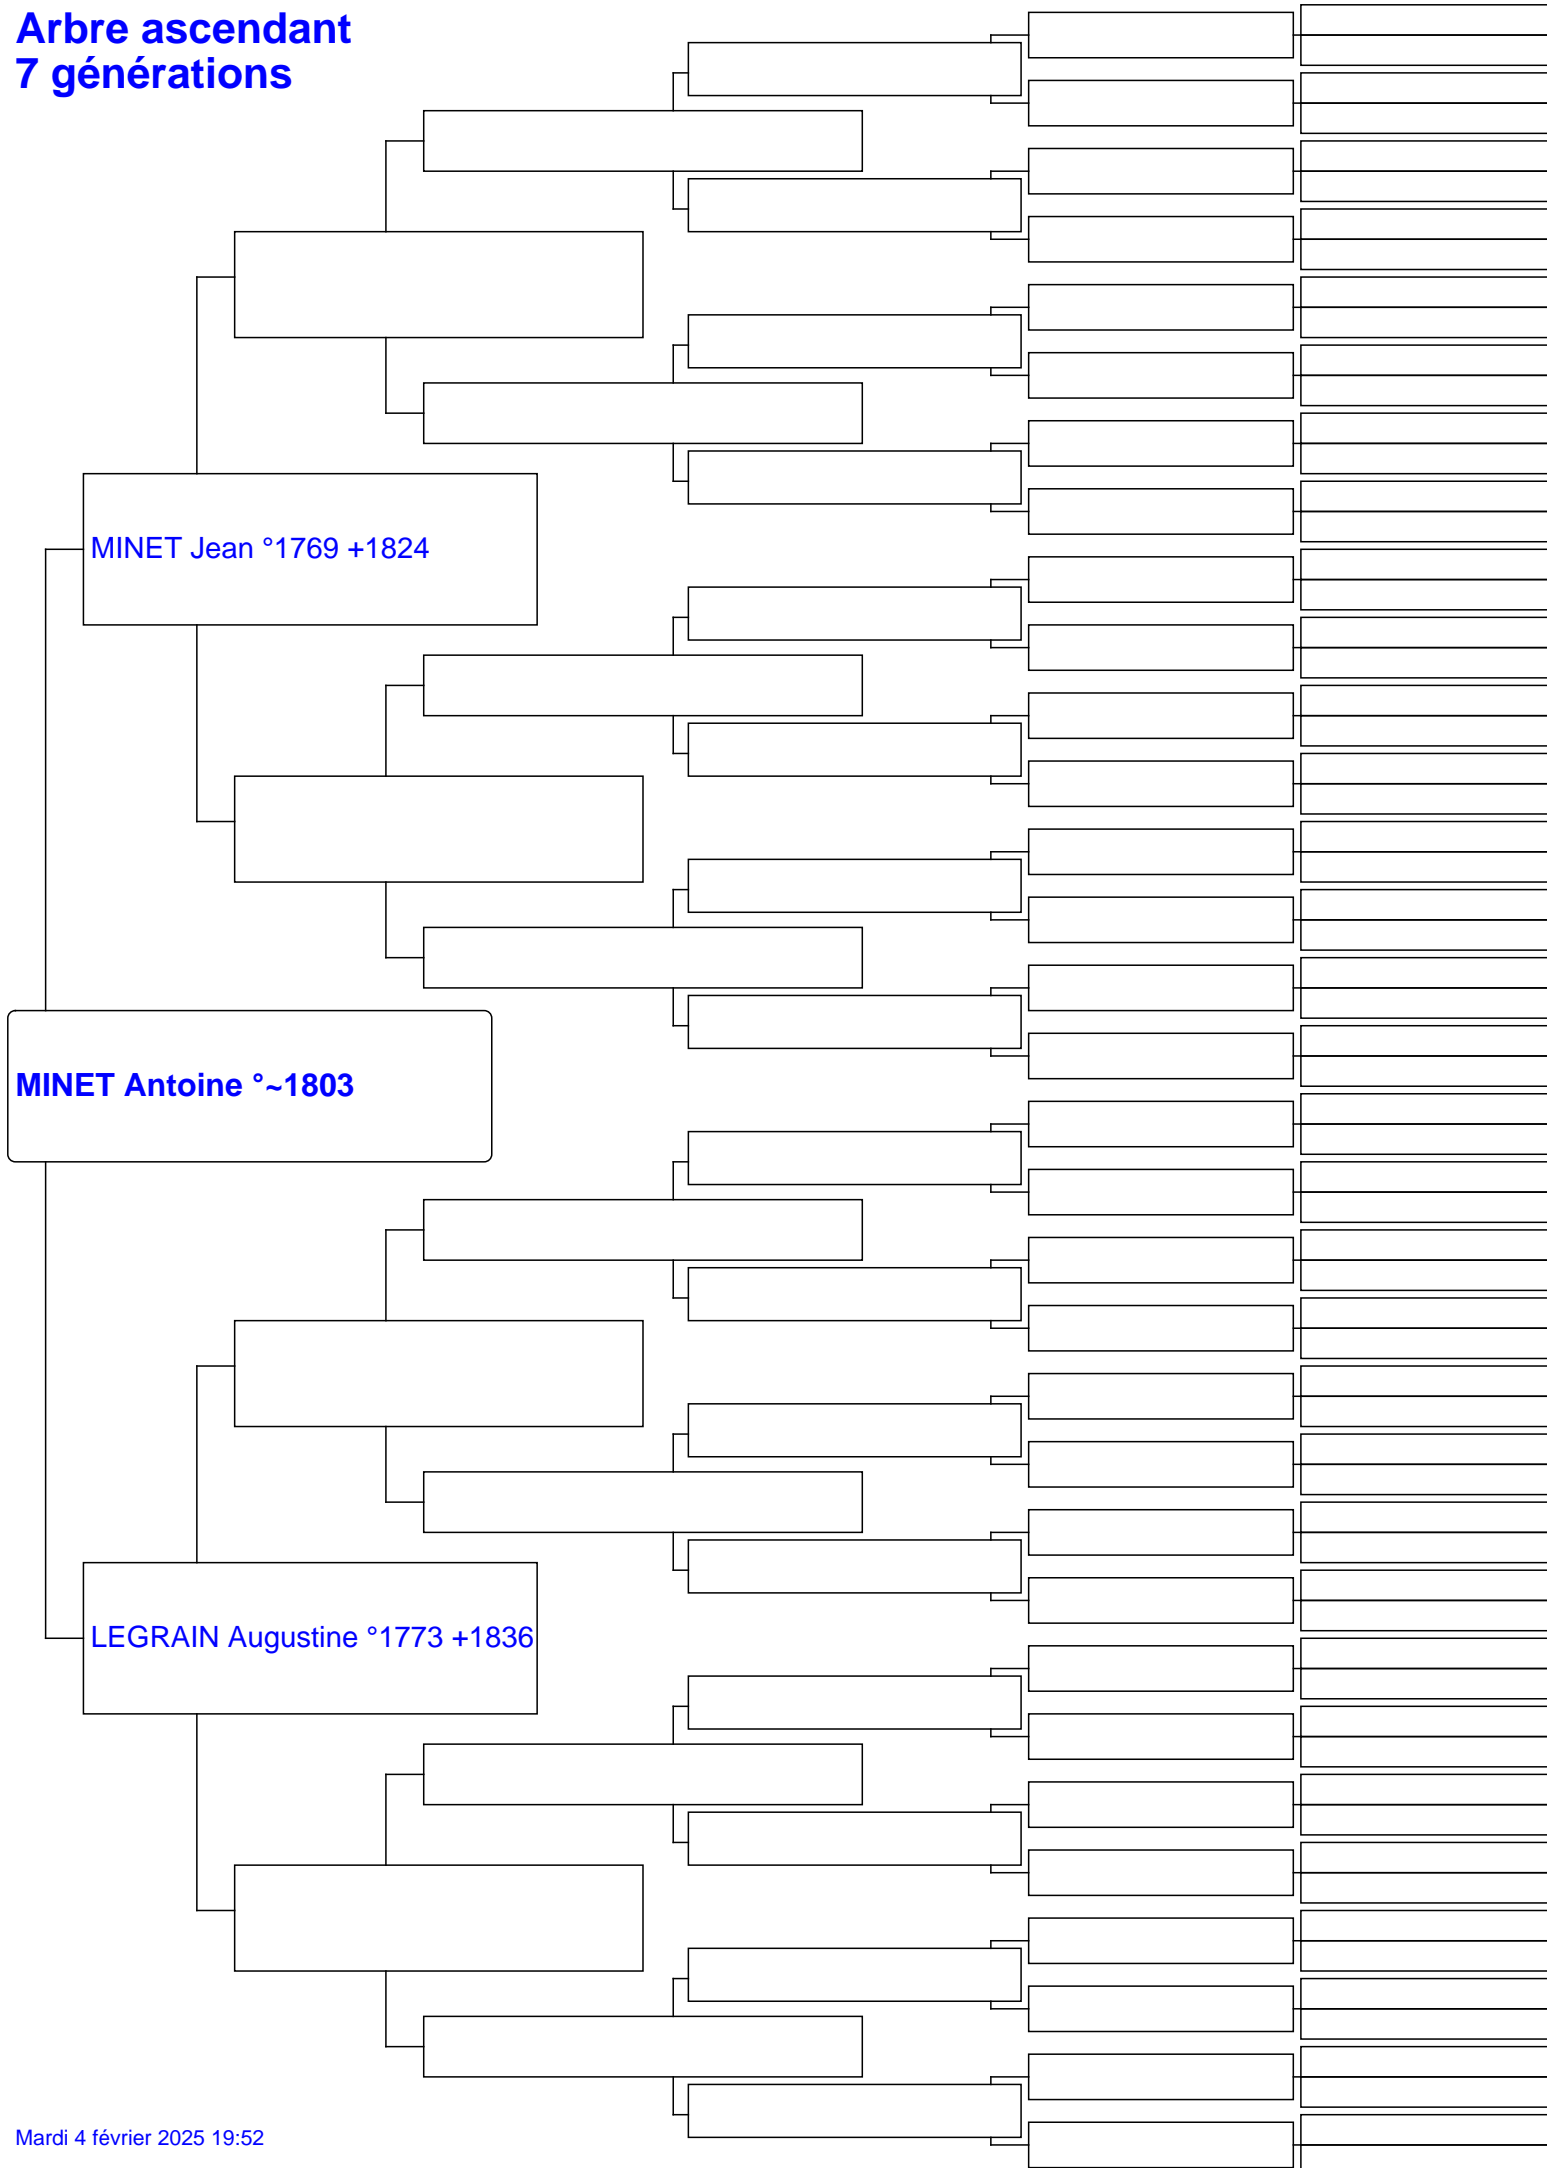 Arbre ascendant
7 générations
MINET Jean °1769 +1824
MINET Antoine °~1803
LEGRAIN Augustine °1773 +1836
Mardi 4 février 2025 19:52